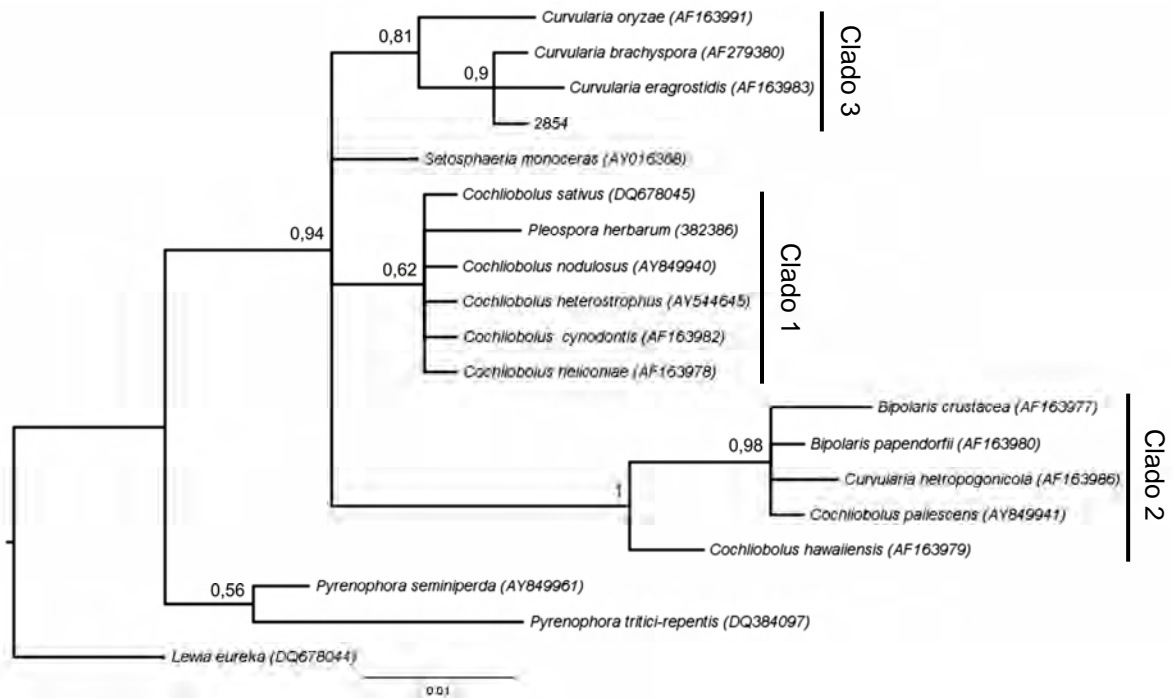 Curvularia oryzae (AF163991)
0,81
Curvularia brachyspora (AF279380)
0,9
Curvularia eragrostidis (AF163983)
2854
Clado 3
Setosphaeria monoceras (AY016368)
Cochliobolus sativus (DQ678045)
0,94
Pleospora herbarum (382386)
0,62
Cochliobolus nodulosus (AY849940)
Cochliobolus heterostrophus (AY544645)
Cochliobolus cynodontis (AF163982)
Cochliobolus heliconiae (AF163978)
Clado 1
Bipolaris crustacea (AF163977)
0,98
Bipolaris papendorfii (AF163980)
1
Curvularia hetropogonicola (AF163986)
Cochliobolus pallescens (AY849941)
Cochliobolus hawaiiensis (AF163979)
Clado 2
0,56
Pyrenophora seminiperda (AY849961)
Pyrenophora tritici-repentis (DQ384097)
Lewia eureka (DQ678044)
0.01